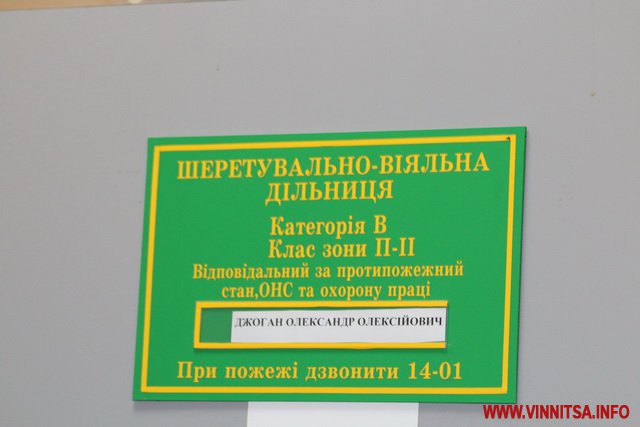 ШЕРЕТУВАЛЬНО-ВІЯЛЬНА
ДІЛЬНИЦЯ
Категорія В
Клас зони П-ІІ
Відповідальний за протипожежний
стан,ОНС та охорону праці
ДЖОГАН ОЛЕКСАНДР ОЛЕКСІЙОВИЧ
При пожежі дзвонити 14-01
WWW.VINNITSA.INFO